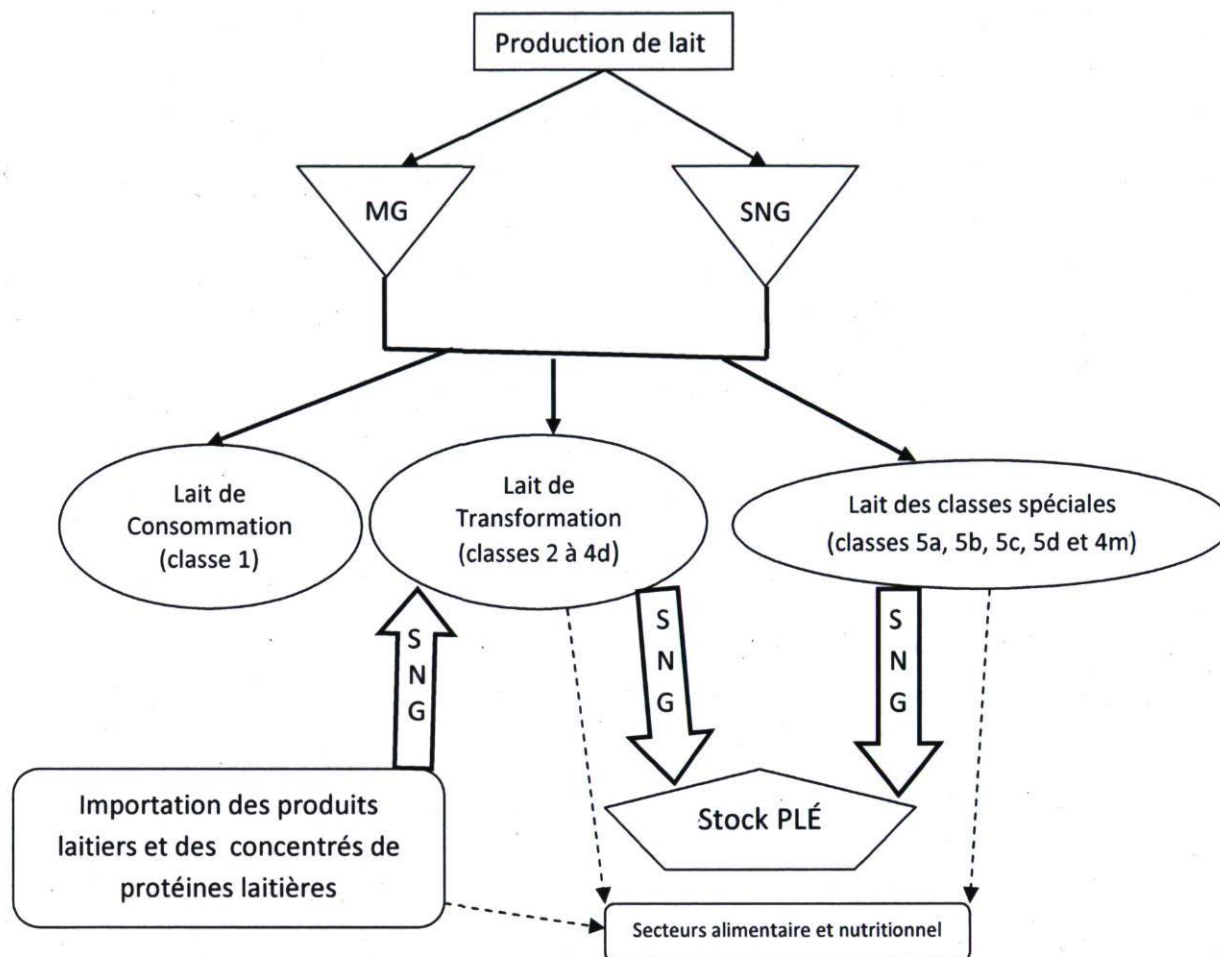 Production de lait
MG
SNG
Lait de
Consommation
(classe 1)
Lait de
Transformation
(classes 2 à 4d)
Lait des classes spéciales
(classes 5a, 5b, 5c, 5d et 4m)
S
N
G
S
N
G
S
N
G
Importation des produits
laitiers et des concentrés de
protéines laitières
Stock PLÉ
Secteurs alimentaire et nutritionnel